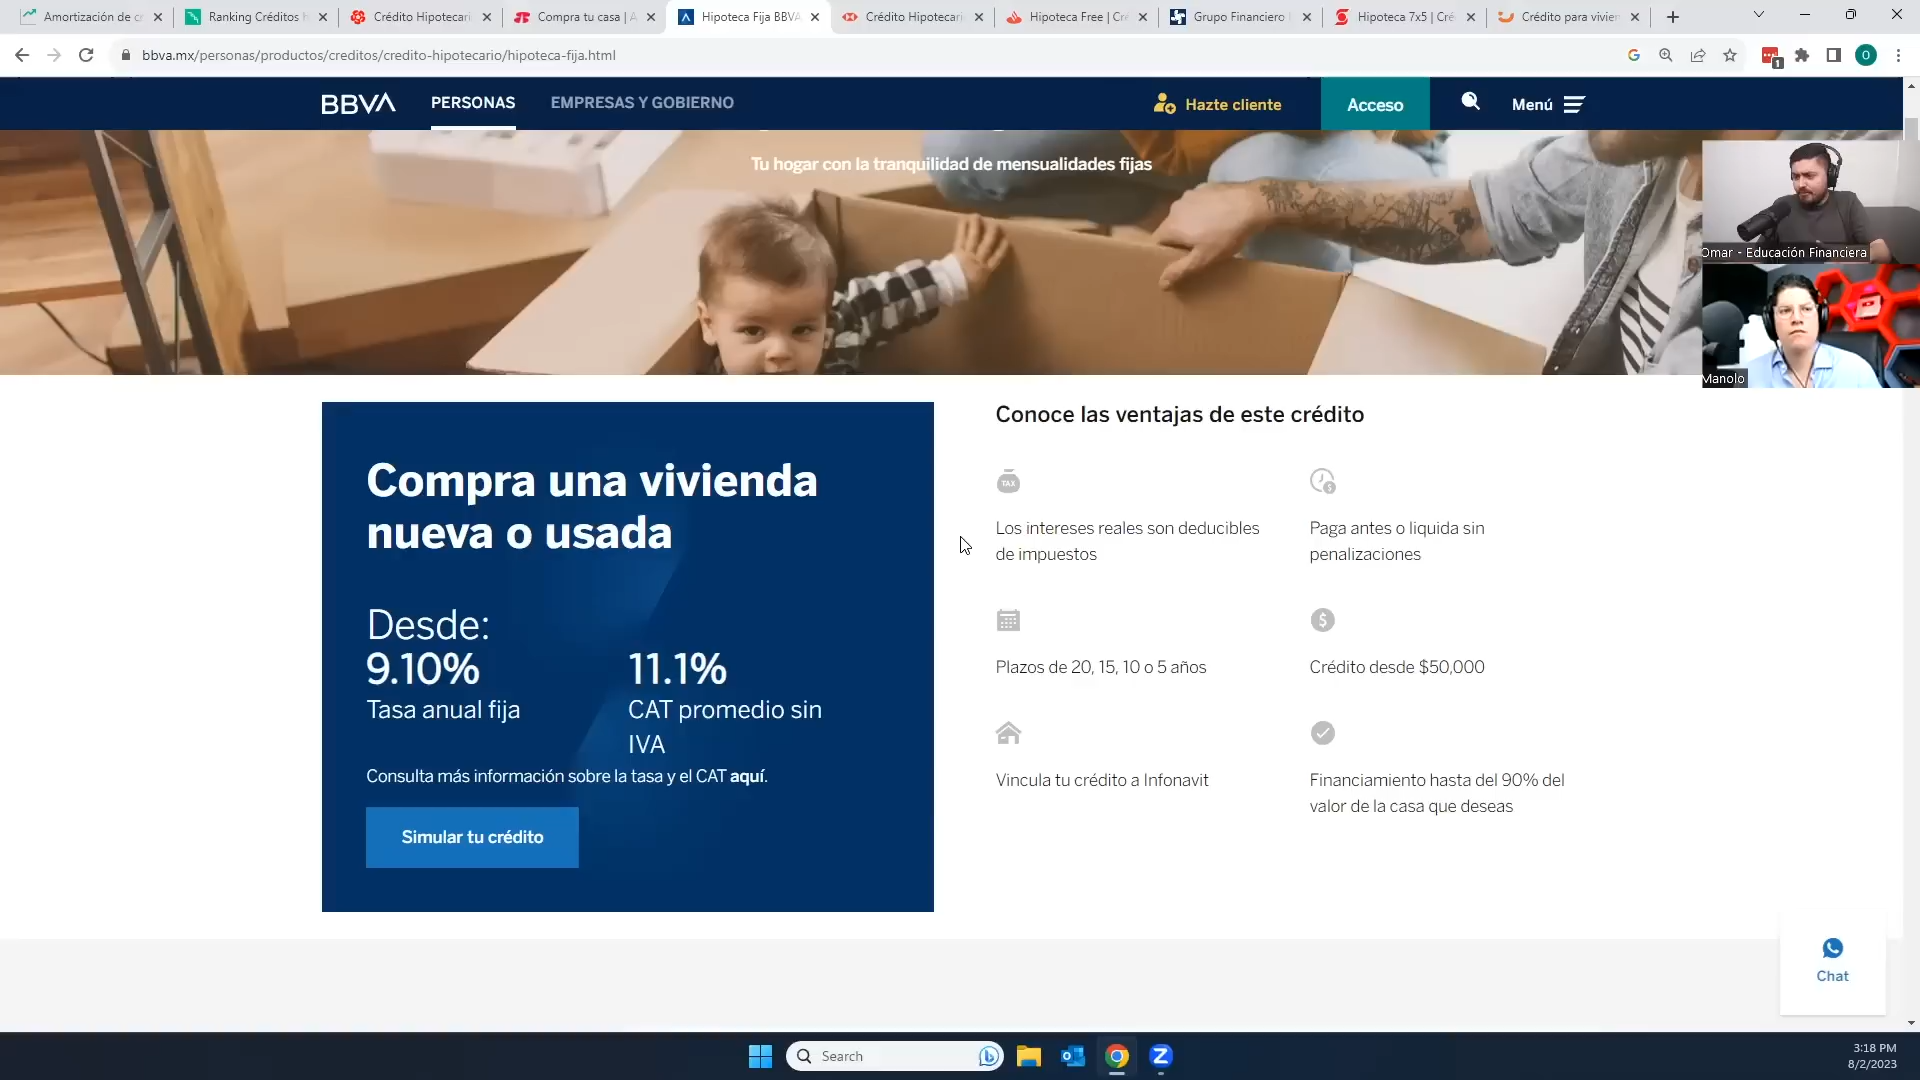 Amortización de cr
Ranking Créditos h
Crédito Hipotecari
Compra tu casa | A
Hipoteca Fija BBVA
Crédito Hipotecari
Hipoteca Free | Cré
Grupo Financiero
Hipoteca 7x5 | Cré
Crédito para vivien
bbva.mx/personas/productos/creditos/credito-hipotecario/hipoteca-fija.html
1
O
BBVA
PERSONAS
EMPRESAS Y GOBIERNO
Hazte cliente
Acceso
Menú
Tu hogar con la tranquilidad de mensualidades fijas
Omar - Educación Financiera
Manolo
Compra una vivienda
nueva o usada
Desde:
9.10%
Tasa anual fija
11.1%
CAT promedio sin
IVA
Consulta más información sobre la tasa y el CAT aquí.
Simular tu crédito
Conoce las ventajas de este crédito
TAX
Los intereses reales son deducibles
de impuestos
Paga antes o liquida sin
penalizaciones
Plazos de 20, 15, 10 o 5 años
Crédito desde $50,000
Vincula tu crédito a Infonavit
Financiamiento hasta del 90% del
valor de la casa que deseas
Chat
Search
3:18 PM
8/2/2023